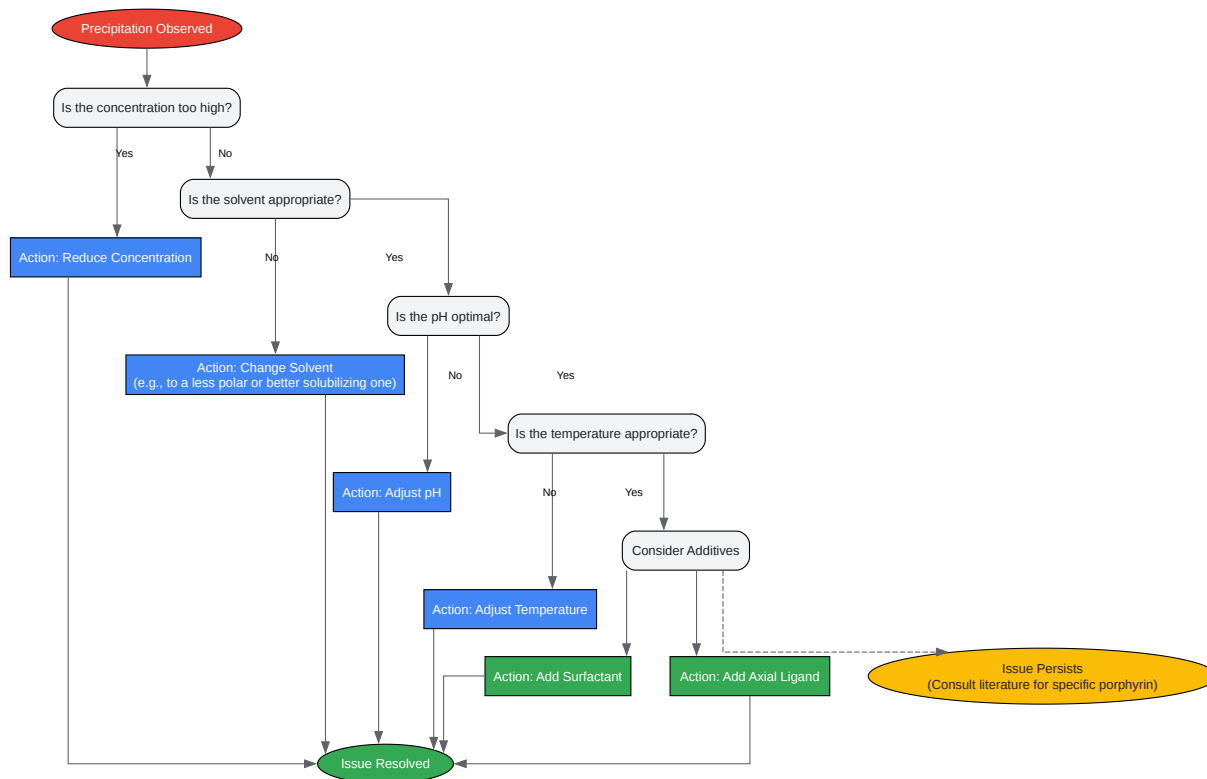 Precipitation Observed
Is the concentration too high?
Yes
No
Is the solvent appropriate?
Action: Reduce Concentration
No
Yes
Is the pH optimal?
Action: Change Solvent
(e.g., to a less polar or better solubilizing one)
No
Yes
Is the temperature appropriate?
Action: Adjust pH
No
Yes
Consider Additives
Action: Adjust Temperature
Action: Add Surfactant
Action: Add Axial Ligand
Issue Persists
(Consult literature for specific porphyrin)
Issue Resolved